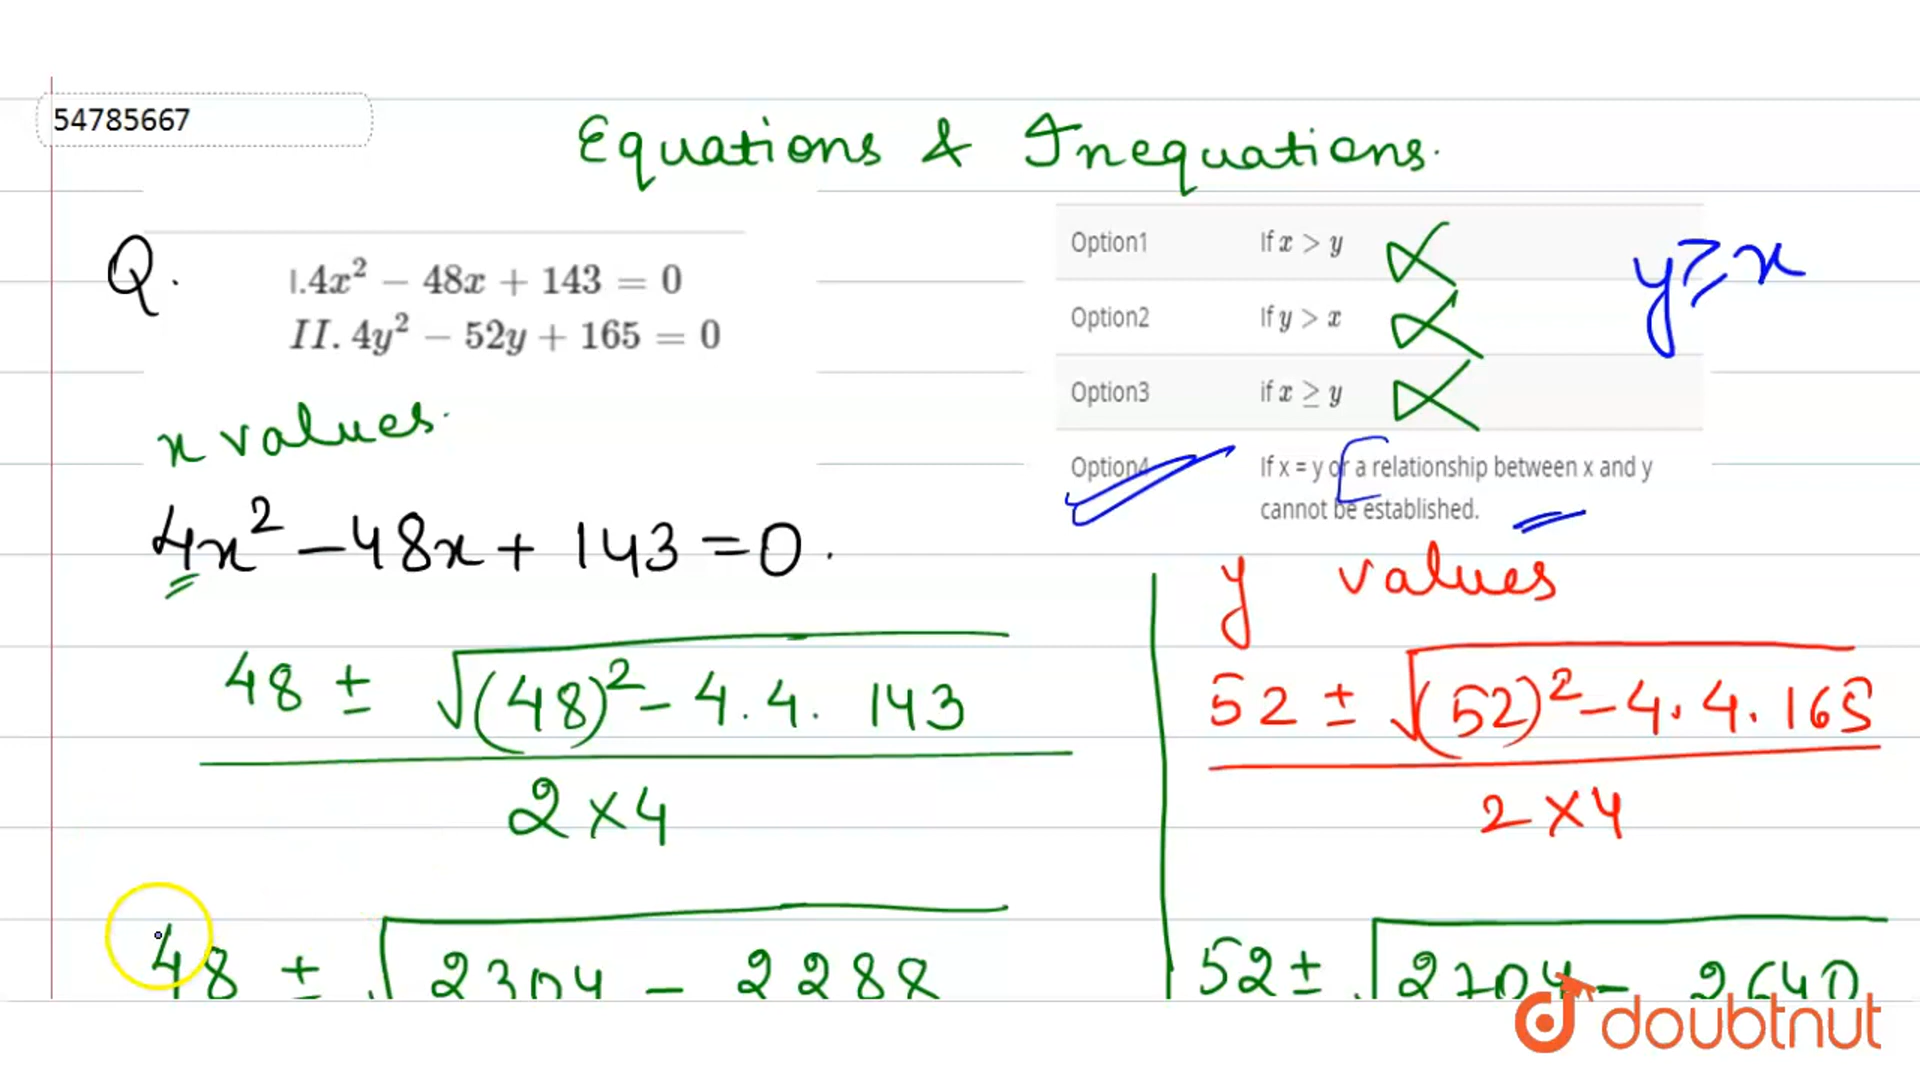 54785667
Equations & Inequations.
Q.
I.4x² − 48x + 143 = 0
II. 4y² − 52y + 165 = 0
Option1 If x > y
Option2 If y > x
Option3 if x ≥ y
Option4 If x = y or a relationship between x and y
cannot be established.
y ≥ x
x values.
4x² − 48x + 143 = 0.
48 ± √(48)² − 4.4. 143
2 × 4
48 ± √2304 − 2288
y values
52 ± √(52)² − 4.4.165
2 × 4
52 ± √2704 − 2640
doubtnut